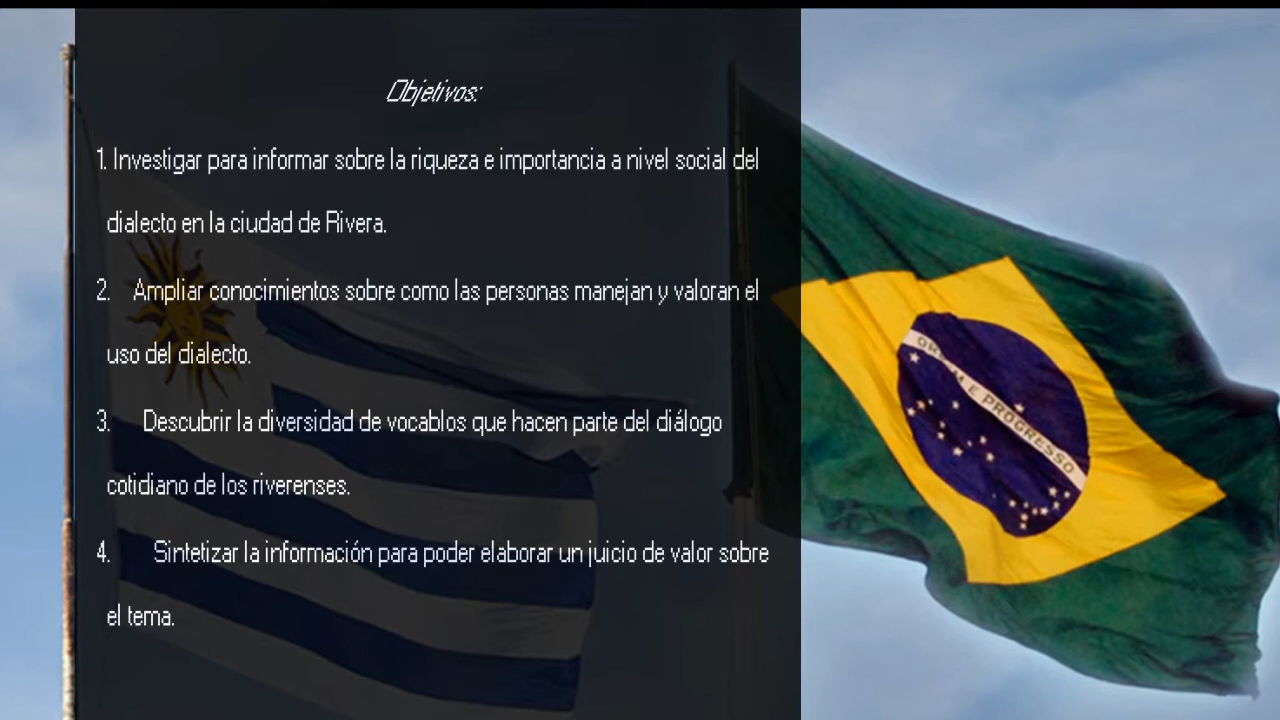 Objetivos:
1. Investigar para informar sobre la riqueza e importancia a nivel social del
dialecto en la ciudad de Rivera.
2. Ampliar conocimientos sobre como las personas manejan y valoran el
uso del dialecto.
3. Descubrir la diversidad de vocablos que hacen parte del diálogo
cotidiano de los riverenses.
4. Sintetizar la información para poder elaborar un juicio de valor sobre
el tema.
E PROGRESSO